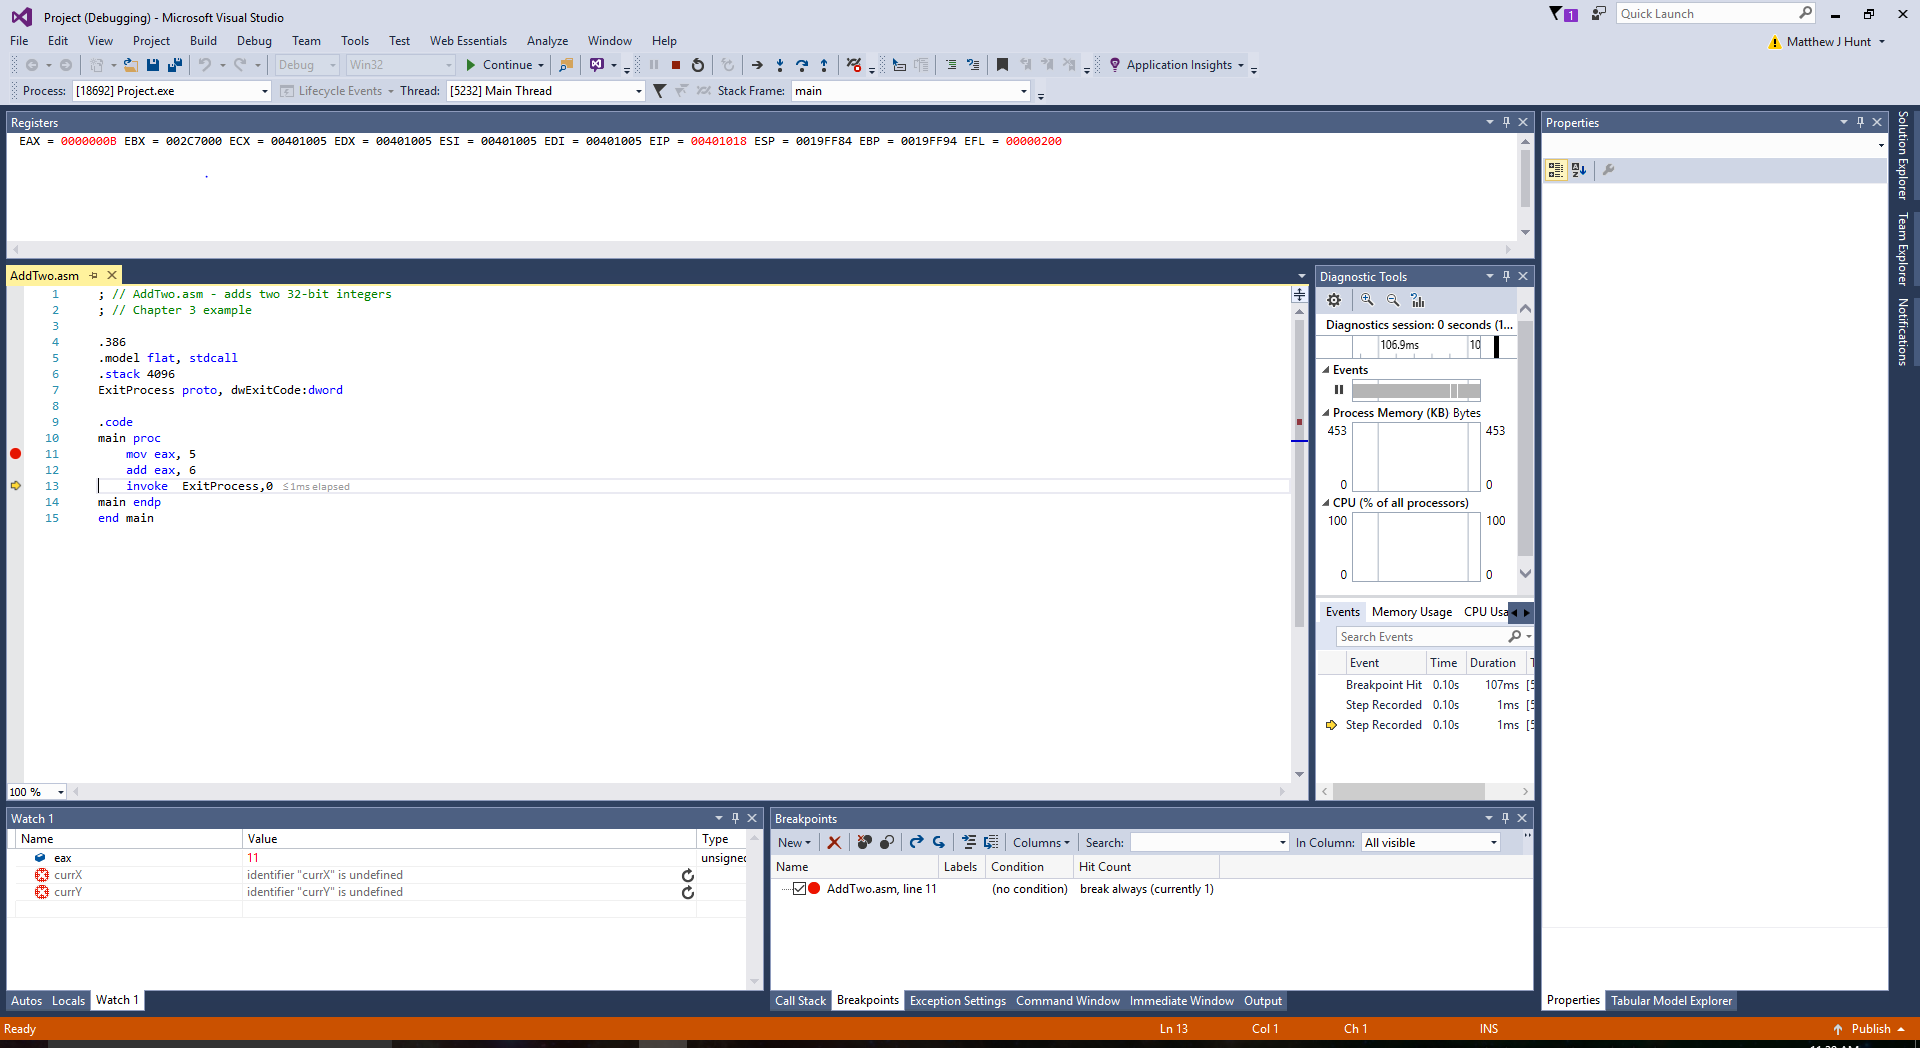 Project (Debugging) - Microsoft Visual Studio
1
Quick Launch
File Edit View Project Build Debug Team Tools Test Web Essentials Analyze Window Help
Matthew J Hunt
Debug Win32 Continue Application Insights
Process: [18692] Project.exe Lifecycle Events Thread: [5232] Main Thread Stack Frame: main
Registers
EAX = 0000000B EBX = 002C7000 ECX = 00401005 EDX = 00401005 ESI = 00401005 EDI = 00401005 EIP = 00401018 ESP = 0019FF84 EBP = 0019FF94 EFL = 00000200
AddTwo.asm
1 ; // AddTwo.asm - adds two 32-bit integers
2 ; // Chapter 3 example
3
4 .386
5 .model flat, stdcall
6 .stack 4096
7 ExitProcess proto, dwExitCode:dword
8
9 .code
10 main proc
11 mov eax, 5
12 add eax, 6
13 invoke ExitProcess,0 ≤1ms elapsed
14 main endp
15 end main
100 %
Diagnostic Tools
Diagnostics session: 0 seconds (1...
106.9ms 10
Events
Process Memory (KB) Bytes
453 453
0 0
CPU (% of all processors)
100 100
0 0
Events Memory Usage CPU Usa
Search Events
Event Time Duration T
Breakpoint Hit 0.10s 107ms [5
Step Recorded 0.10s 1ms [5
Step Recorded 0.10s 1ms [5
Properties
Solution Explorer
Team Explorer
Notifications
Watch 1
Name Value Type
eax 11 unsigned
currX identifier "currX" is undefined
currY identifier "currY" is undefined
Autos Locals Watch 1
Breakpoints
New Columns Search: In Column: All visible
Name Labels Condition Hit Count
AddTwo.asm, line 11 (no condition) break always (currently 1)
Call Stack Breakpoints Exception Settings Command Window Immediate Window Output
Properties Tabular Model Explorer
Ready Ln 13 Col 1 Ch 1 INS Publish